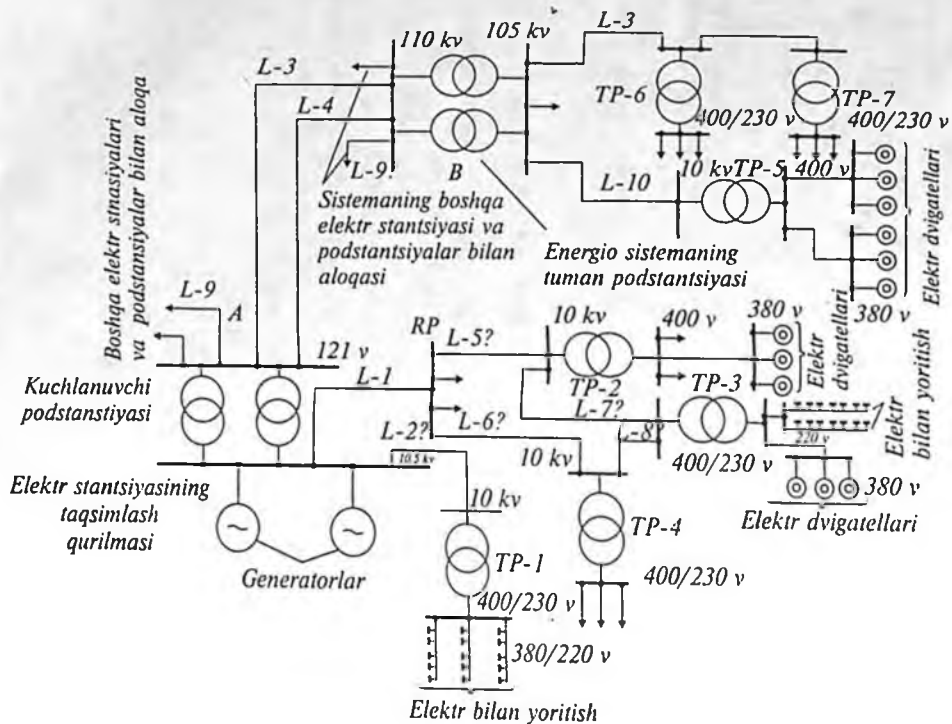 110 kv
105 kv
L-3
L-3
L-4
TP-6
TP-7
400/230 v
400/230 v
L-9
B
10 kv
TP-5
400 v
L-10
Sistemaning boshqa
elektr stantsiyasi va
podstantsiyalar bilan
aloqasi
Energio sistemaning
tuman podstantsiyasi
Elektr dvigatellari
380 v
Boshqa elektr stnasiyalari
va podstansiyalar bilan aloqa
L-9
A
121 v
Kuchlanuvchi
podstanstiyasi
L-1
RP
L-5?
10 kv
TP-2
400 v
380 v
Elektr
dvigatellari
L-7?
TP-3
L-6?
L-2?
L-8?
10 kv
400/230 v
220 v
Elektr
bilan yoritish
380 v
Elektr dvigatellari
10.5 kv
Elektr stantsiyasining
taqsimlash
qurilmasi
Generatorlar
10 kv
TP-1
400/230 v
380/220 v
Elektr bilan yoritish
TP-4
400/230 v